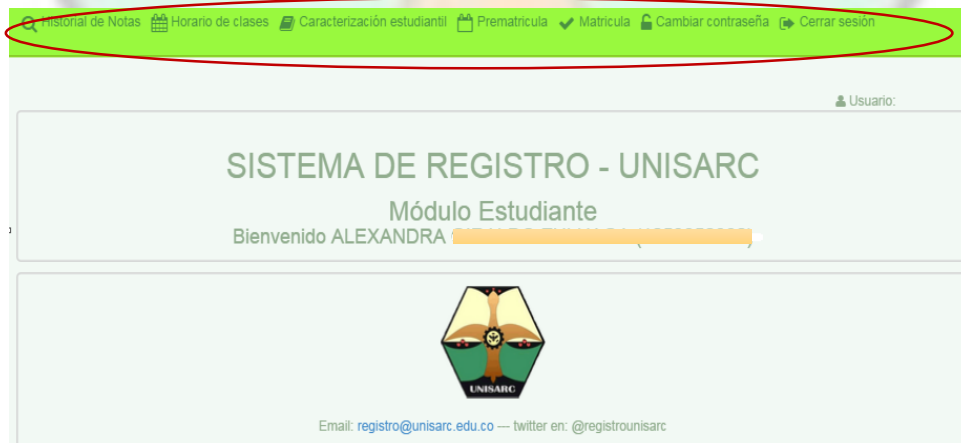 Historial de Notas Horario de clases Caracterización estudiantil Prematricula Matricula Cambiar contraseña Cerrar sesión
Usuario:
SISTEMA DE REGISTRO - UNISARC
Módulo Estudiante
Bienvenido ALEXANDRA
UNISARC
Email: registro@unisarc.edu.co — twitter en: @registrounisarc